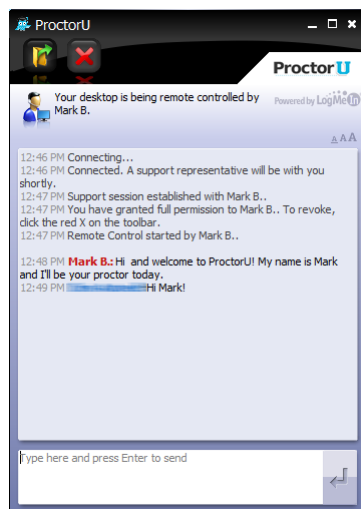 ProctorU
ProctorU
Your desktop is being remote controlled by
Mark B.
Powered by LogMeIn
A A A
12:46 PM Connecting...
12:46 PM Connected. A support representative will be with you
shortly.
12:47 PM Support session established with Mark B..
12:47 PM You have granted full permission to Mark B.. To revoke,
click the red X on the toolbar.
12:47 PM Remote Control started by Mark B..
12:48 PM Mark B.: Hi and welcome to ProctorU! My name is Mark
and I'll be your proctor today.
12:49 PM Hi Mark!
Type here and press Enter to send